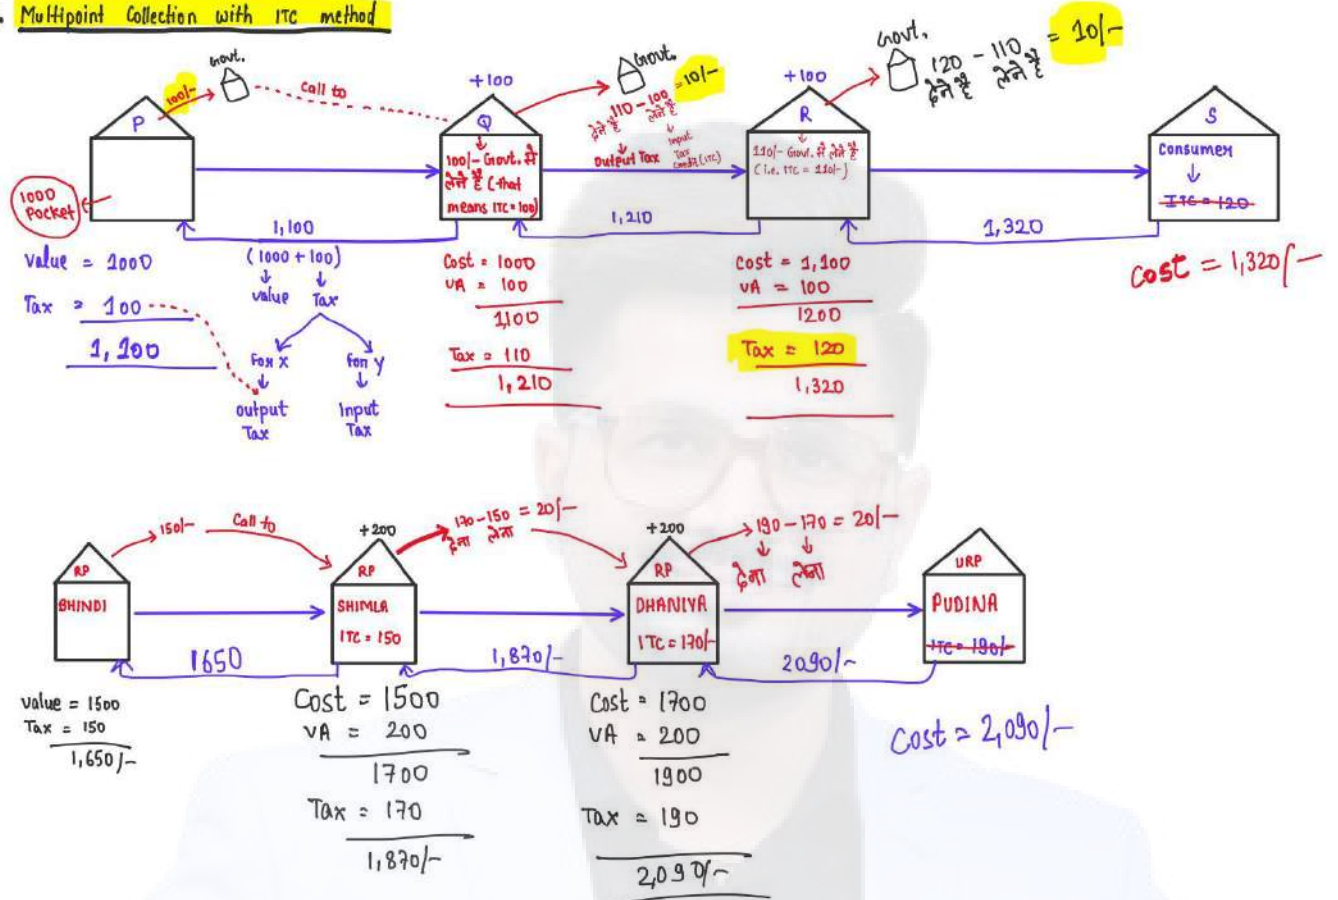 Multipoint Collection with ITC method
100/-
Govt.
Call to
P
1000
Pocket
Value = 1000
Tax = 100
1,100
1,100
(1000 + 100)
value Tax
For X For Y
output Input
Tax Tax
+100
Q
100/- Govt. से
लेने है (that
means ITC = 100)
Cost = 1000
VA = 100
1,100
Tax = 110
1,210
Govt.
110 - 100 = 10/-
देने है लेने है
output Tax
Input
Tax
Credit (ITC)
1,210
+100
R
110/- Govt. से लेने है
(i.e. ITC = 110/-)
Cost = 1,100
VA = 100
1200
Tax = 120
1,320
Govt.
120 - 110 = 10/-
देने है लेने है
1,320
S
Consumer
ITC = 120
Cost = 1,320/-
RP
BHINDI
150/-
Call to
1650
Value = 1500
Tax = 150
1,650/-
+200
RP
SHIMLA
ITC = 150
170-150 = 20/-
देना लेना
1,870/-
Cost = 1500
VA = 200
1700
Tax = 170
1,870/-
+200
RP
DHANIYA
ITC = 170/-
190-170 = 20/-
देना लेना
2090/-
Cost = 1700
VA = 200
1900
Tax = 190
2,090/-
URP
PUDINA
ITC = 190/-
Cost = 2,090/-